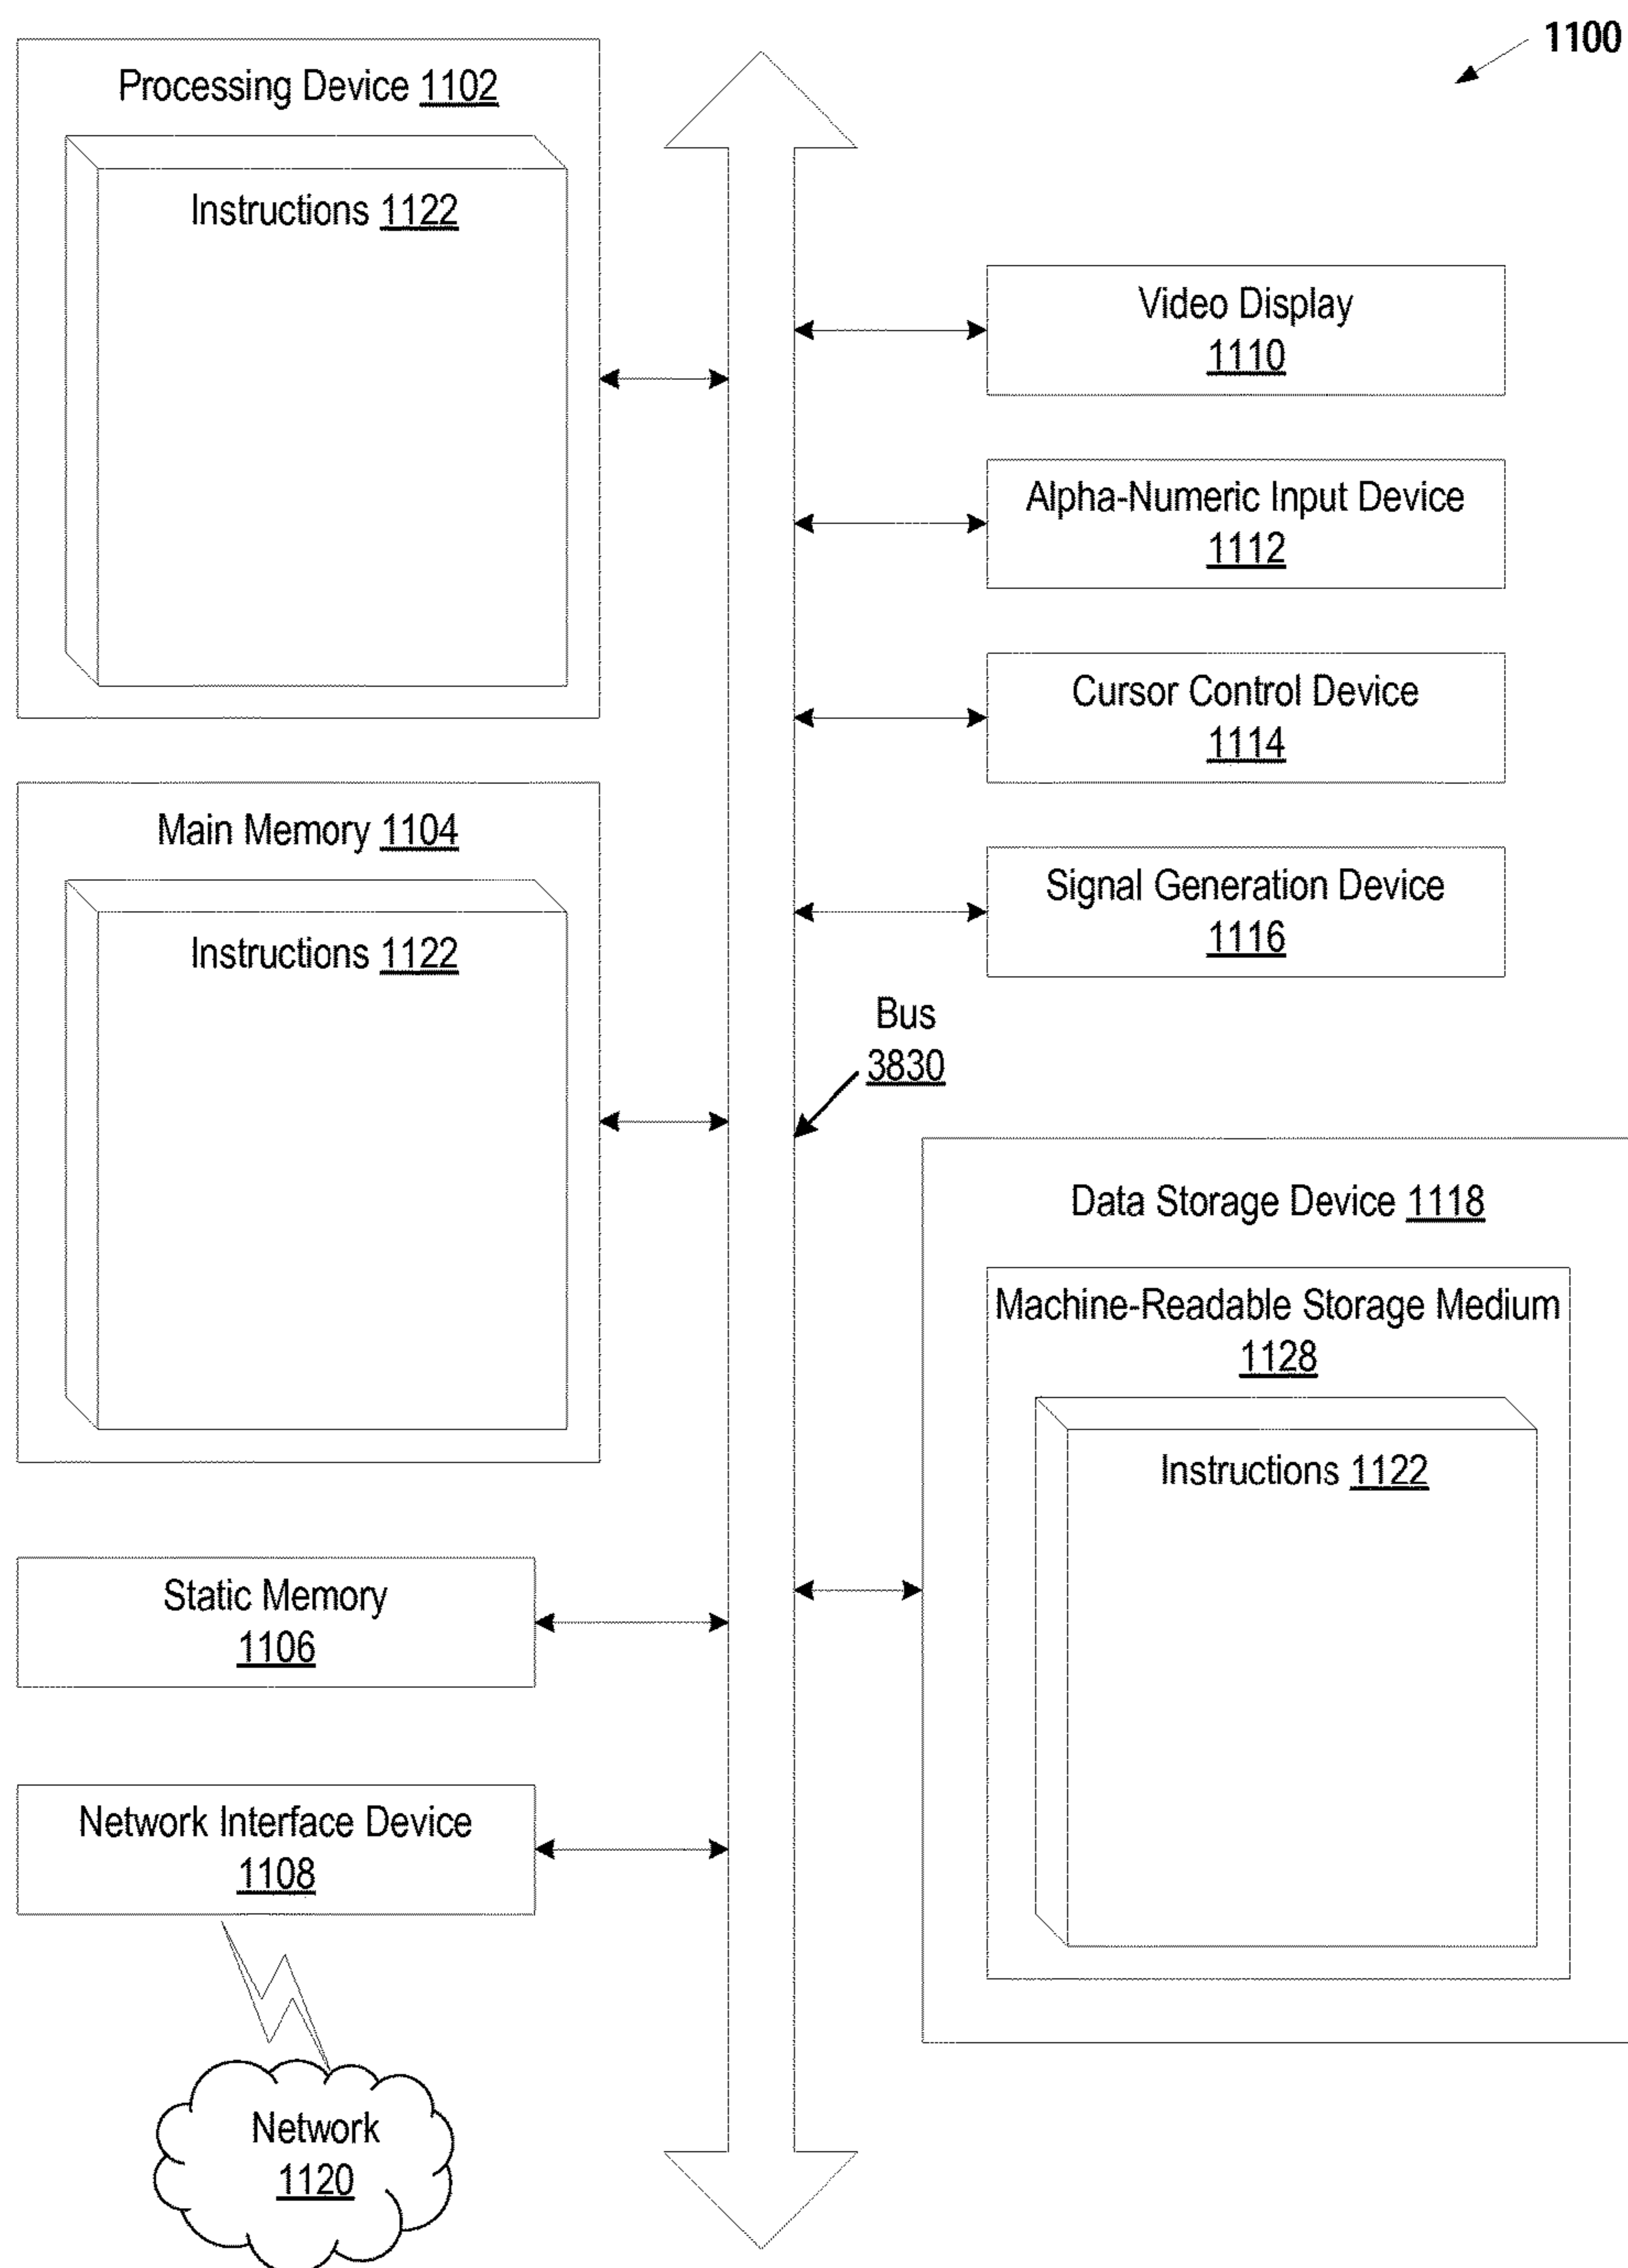 1100
Processing Device 1102
Instructions 1122
Main Memory 1104
Instructions 1122
Static Memory
1106
Network Interface Device
1108
Network
1120
Video Display
1110
Alpha-Numeric Input Device
1112
Cursor Control Device
1114
Signal Generation Device
1116
Bus
3830
Data Storage Device 1118
Machine-Readable Storage Medium
1128
Instructions 1122